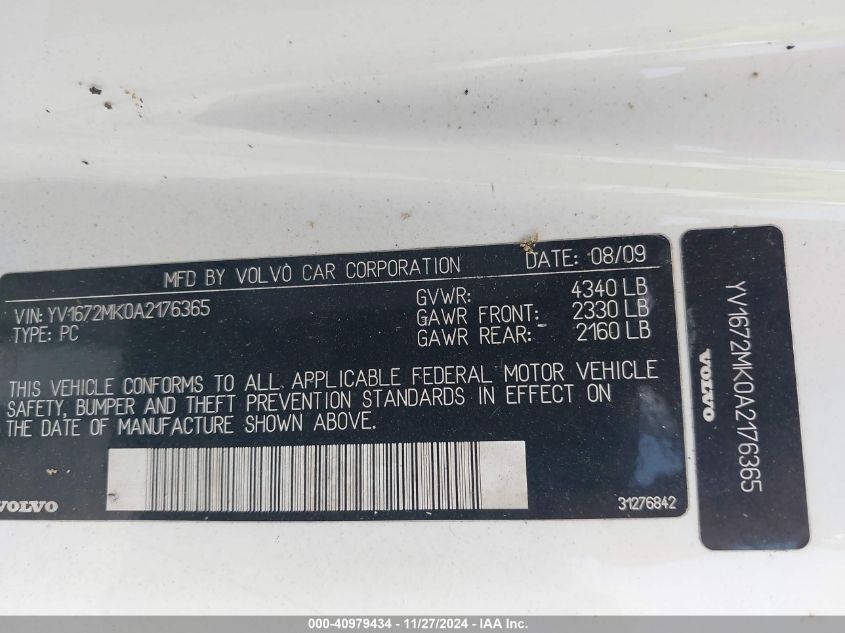 MFD BY VOLVO CAR CORPORATION DATE: 08/09
VIN: YV1672MK0A2176365
TYPE: PC
GVWR: 4340 LB
GAWR FRONT: 2330 LB
GAWR REAR: 2160 LB
THIS VEHICLE CONFORMS TO ALL APPLICABLE FEDERAL MOTOR VEHICLE
SAFETY, BUMPER AND THEFT PREVENTION STANDARDS IN EFFECT ON
THE DATE OF MANUFACTURE SHOWN ABOVE.
VOLVO
31276842
VOLVO
YV1672MK0A2176365
000-40979434 - 11/27/2024 - IAA Inc.